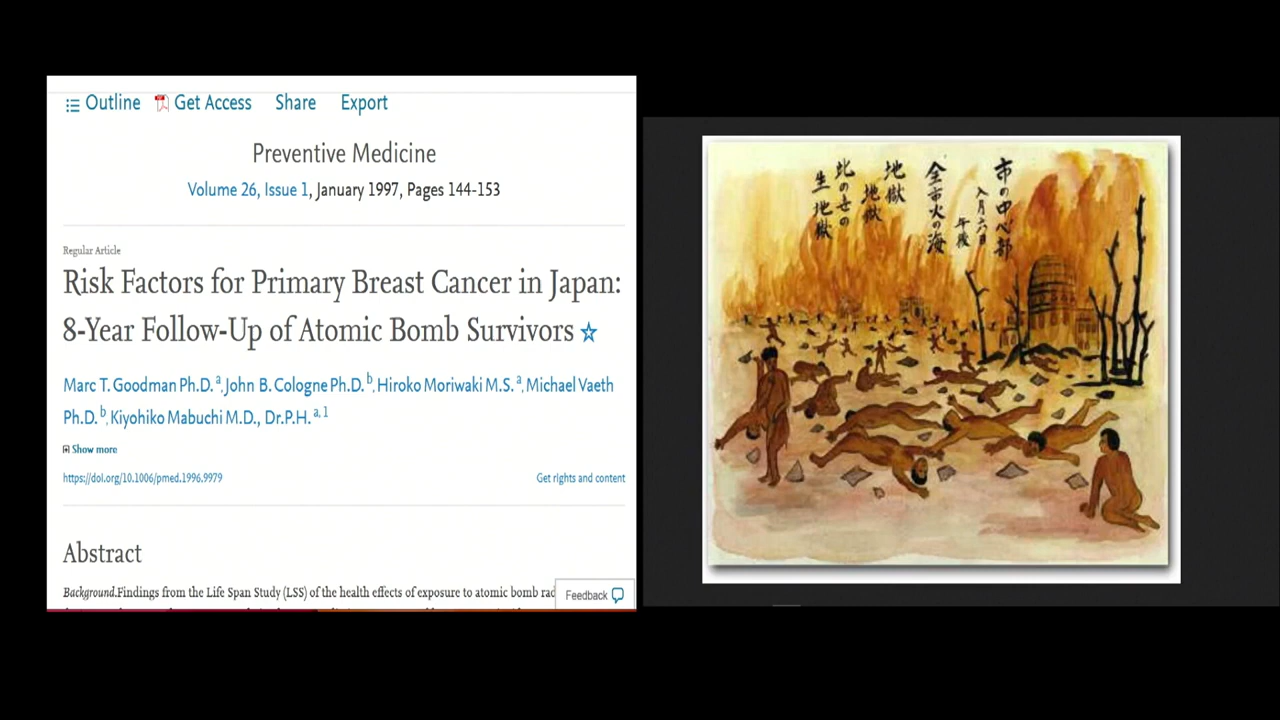 Outline Get Access Share Export
Preventive Medicine
Volume 26, Issue 1, January 1997, Pages 144-153
Regular Article
Risk Factors for Primary Breast Cancer in Japan:
8-Year Follow-Up of Atomic Bomb Survivors ☆
Marc T. Goodman Ph.D. a, John B. Cologne Ph.D. b, Hiroko Moriwaki M.S. a, Michael Vaeth
Ph.D. b, Kiyohiko Mabuchi M.D., Dr.P.H. a, 1
Show more
https://doi.org/10.1006/pmed.1996.9979
Get rights and content
Abstract
Background.Findings from the Life Span Study (LSS) of the health effects of exposure to atomic bomb
Feedback
市の中心部
八月六日
午後
全市火の海
地獄
地獄
此の世の
生地獄